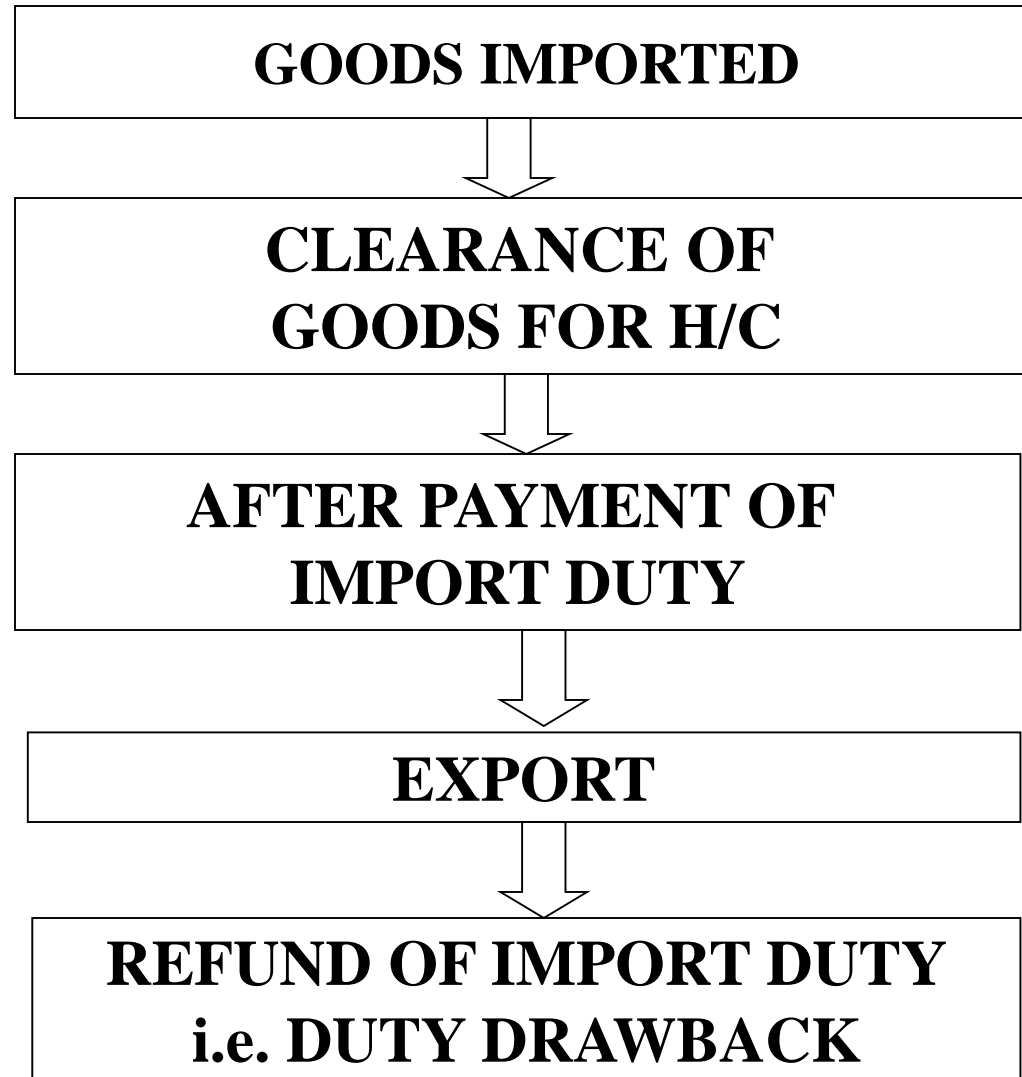 GOODS IMPORTED
CLEARANCE OF
GOODS FOR H/C
AFTER PAYMENT OF
IMPORT DUTY
EXPORT
REFUND OF IMPORT DUTY
i.e. DUTY DRAWBACK